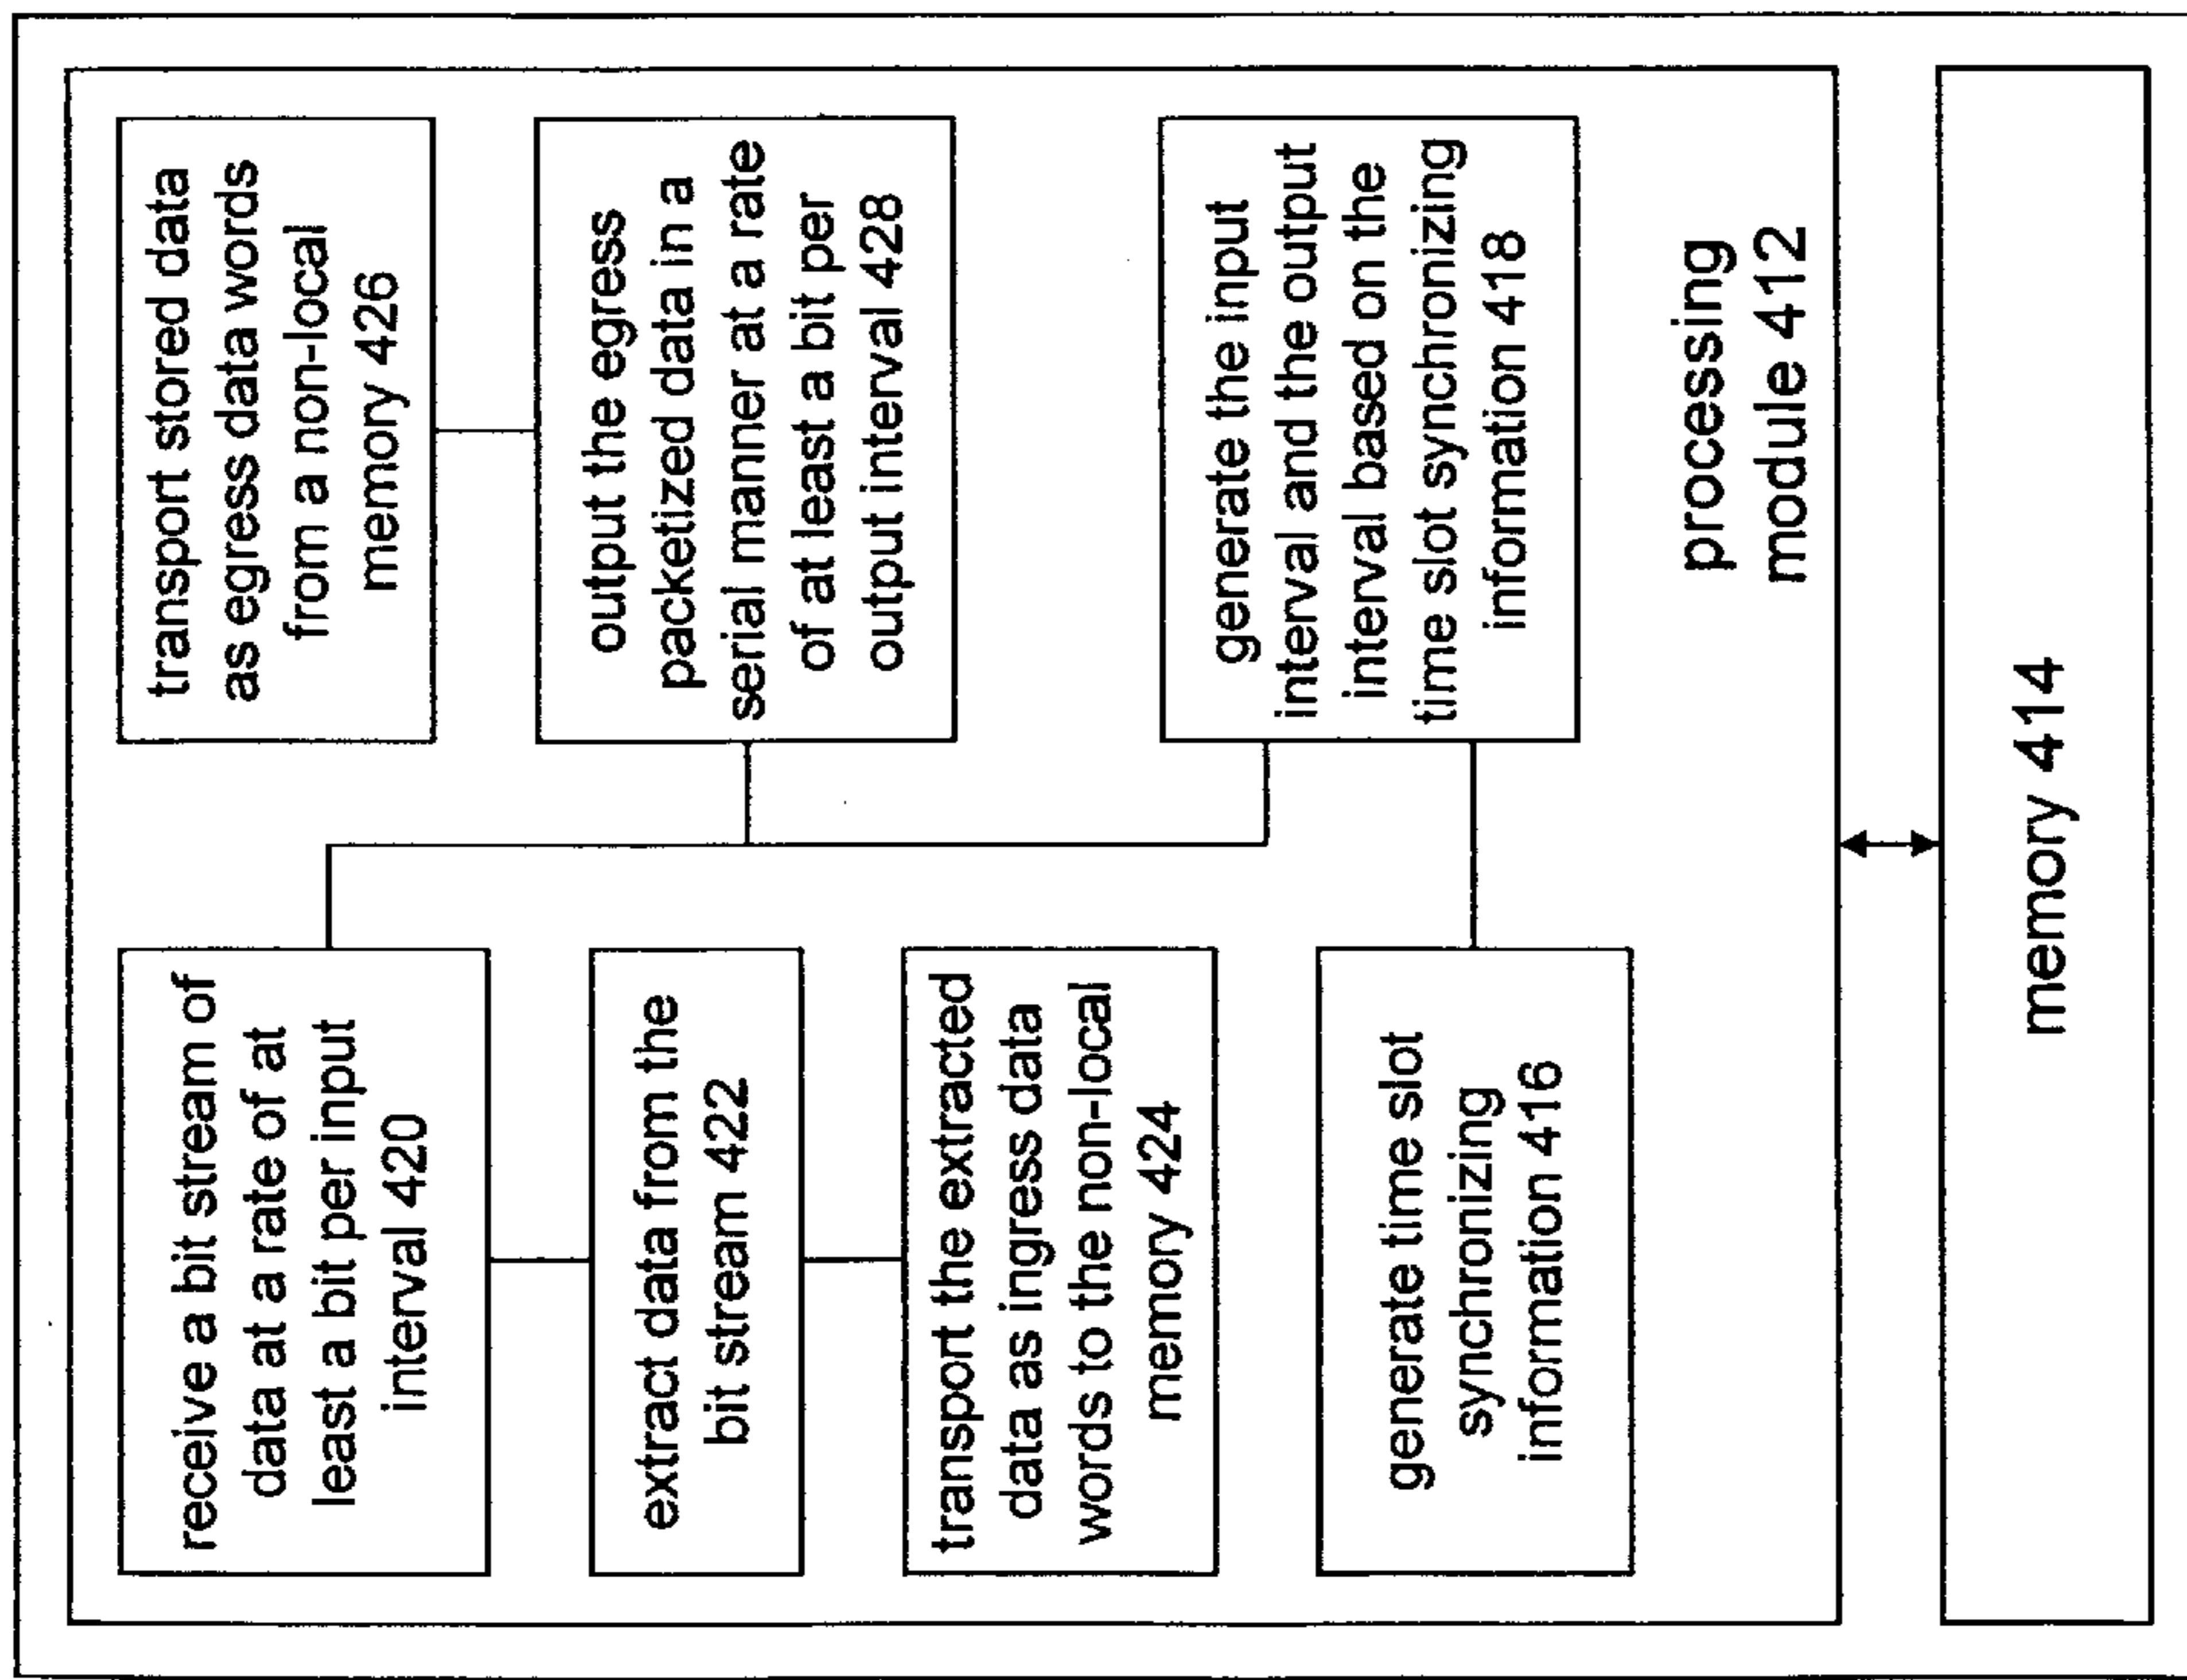 receive a bit stream of
data at a rate of at
least a bit per input
interval 420
extract data from the
bit stream 422
transport the extracted
data as ingress data
words to the non-local
memory 424
generate time slot
synchronizing
information 416
transport stored data
as egress data words
from a non-local
memory 426
output the egress
packetized data in a
serial manner at a rate
of at least a bit per
output interval 428
generate the input
interval and the output
interval based on the
time slot synchronizing
information 418
processing
module 412
memory 414